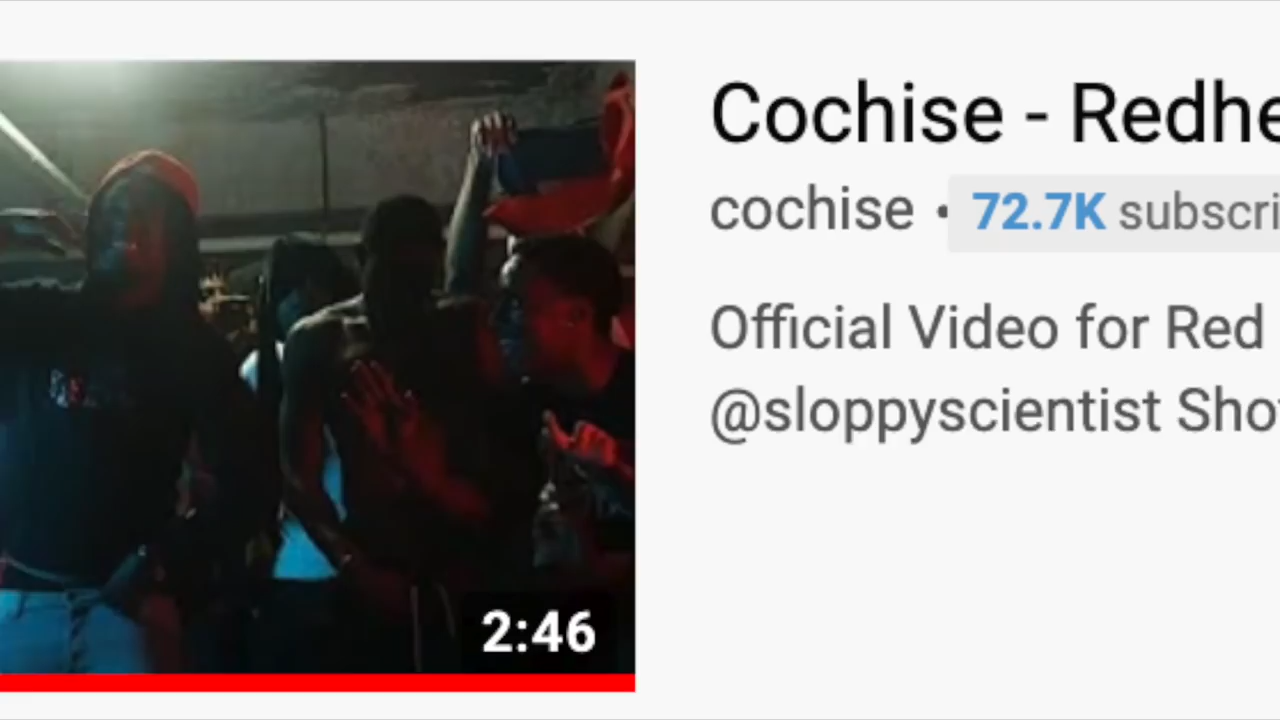 Cochise - Redhe
cochise • 72.7K subscri
Official Video for Red
@sloppyscientist Sho
2:46